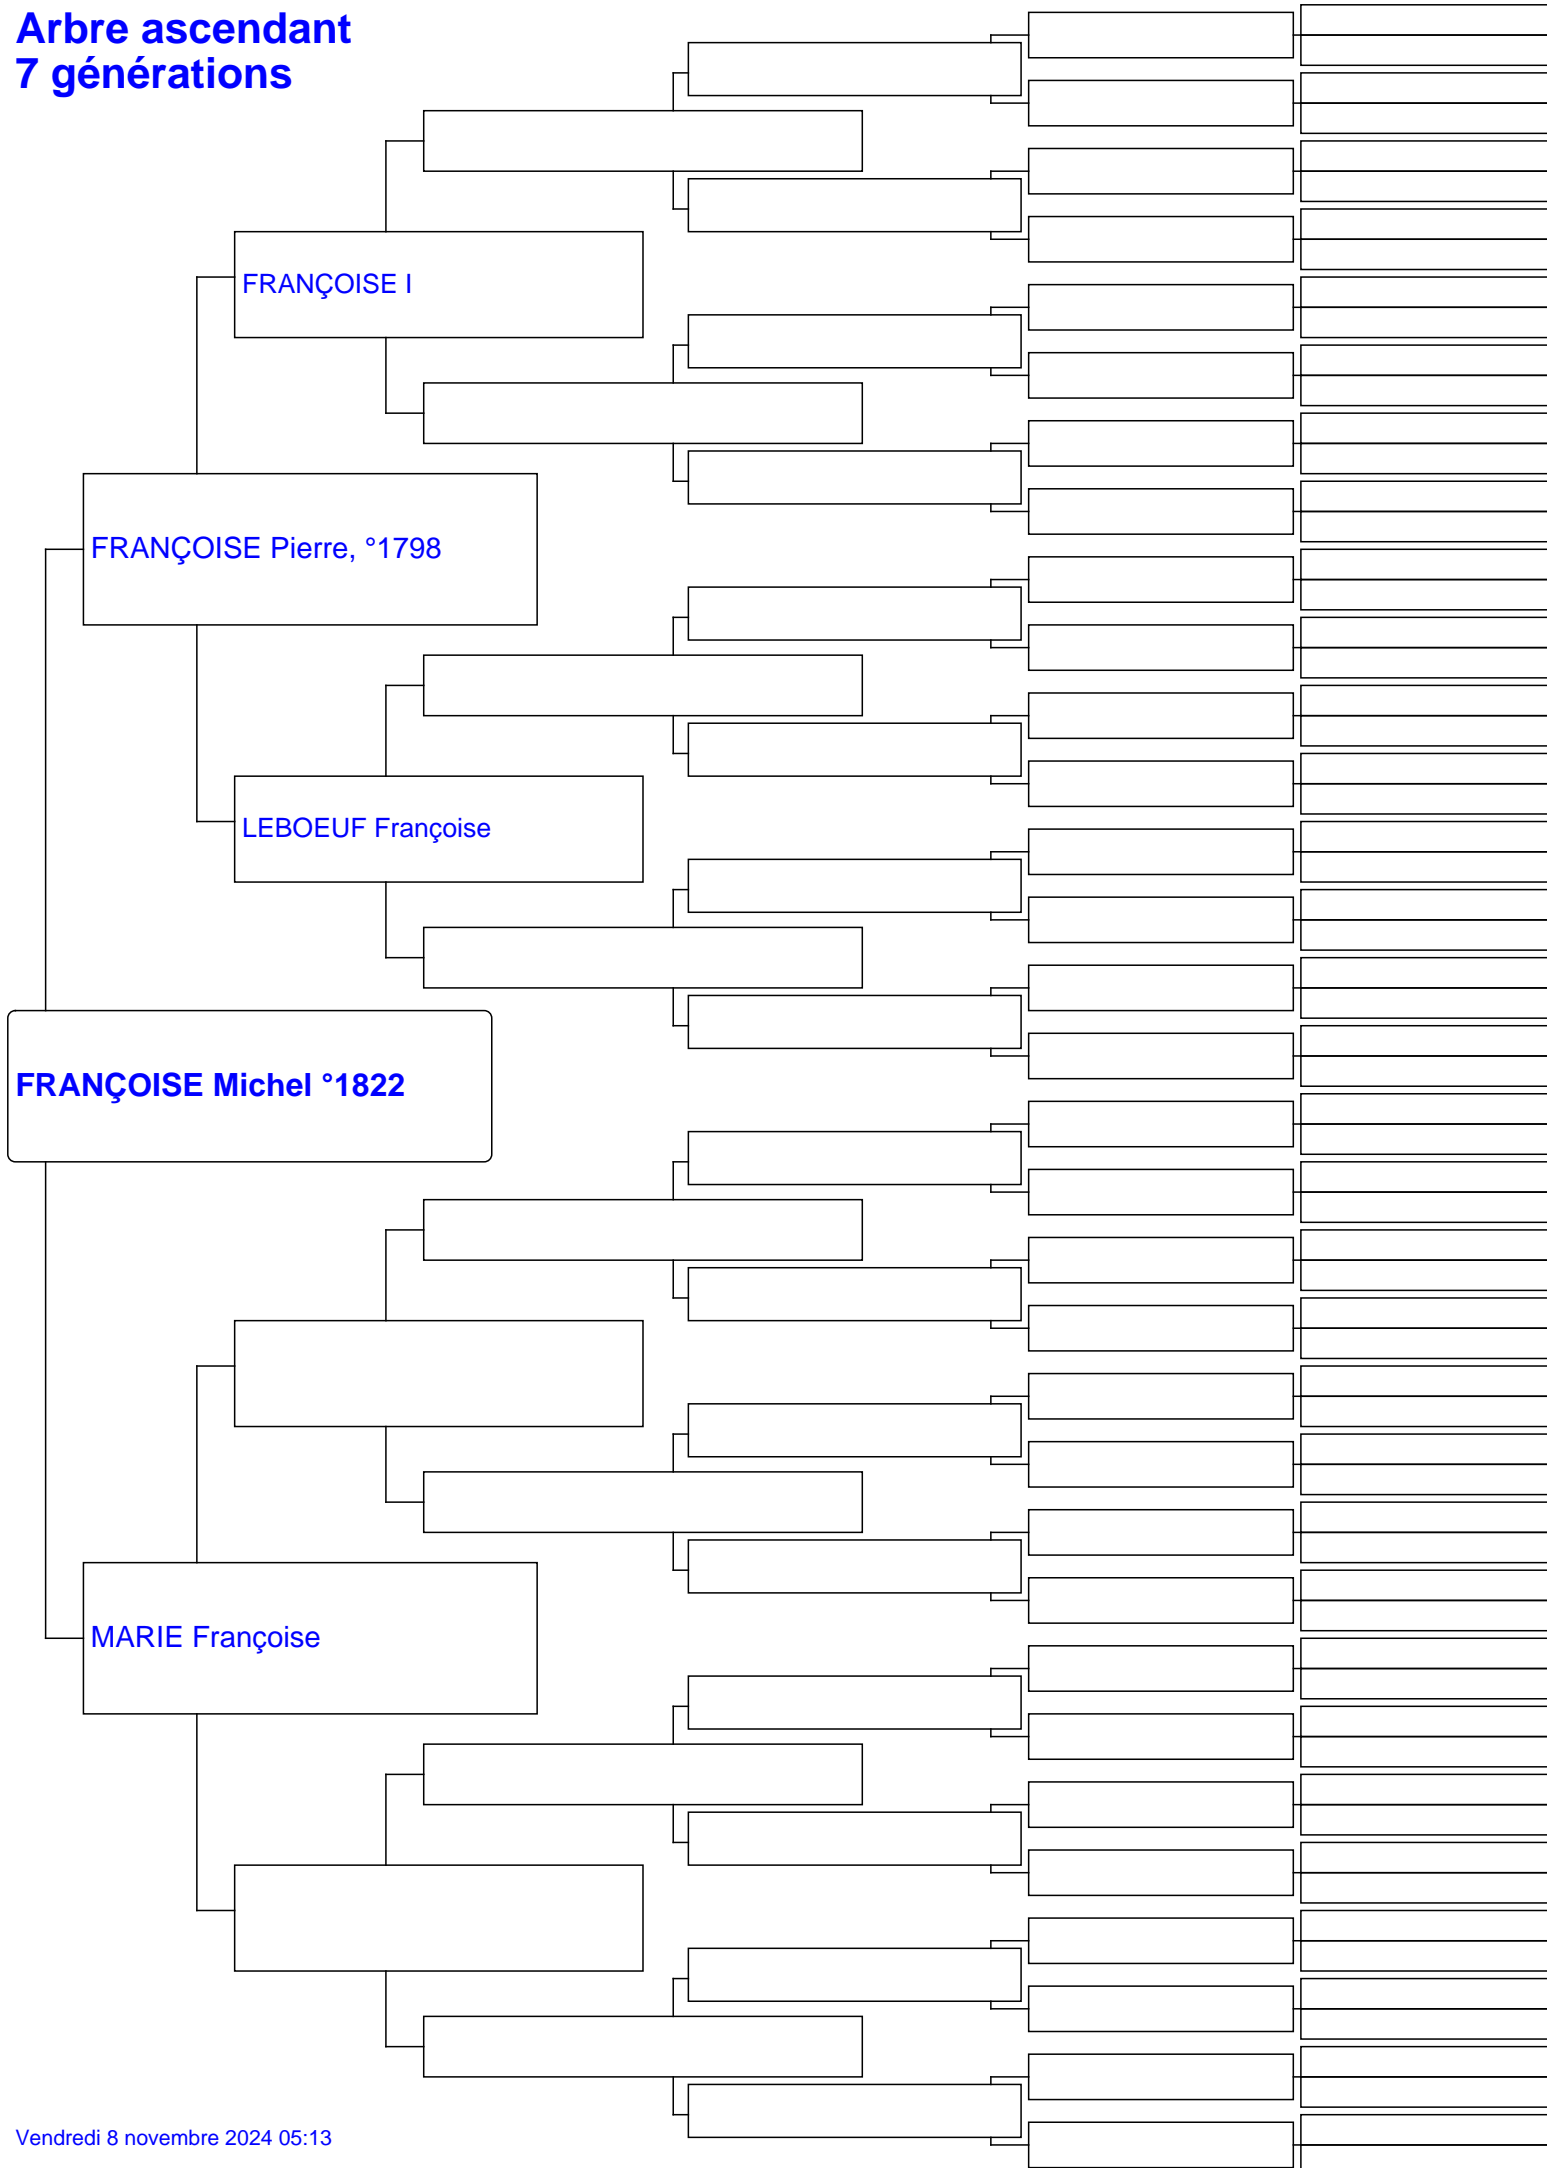 Arbre ascendant
7 générations
FRANÇOISE I
FRANÇOISE Pierre, °1798
LEBOEUF Françoise
FRANÇOISE Michel °1822
MARIE Françoise
Vendredi 8 novembre 2024 05:13